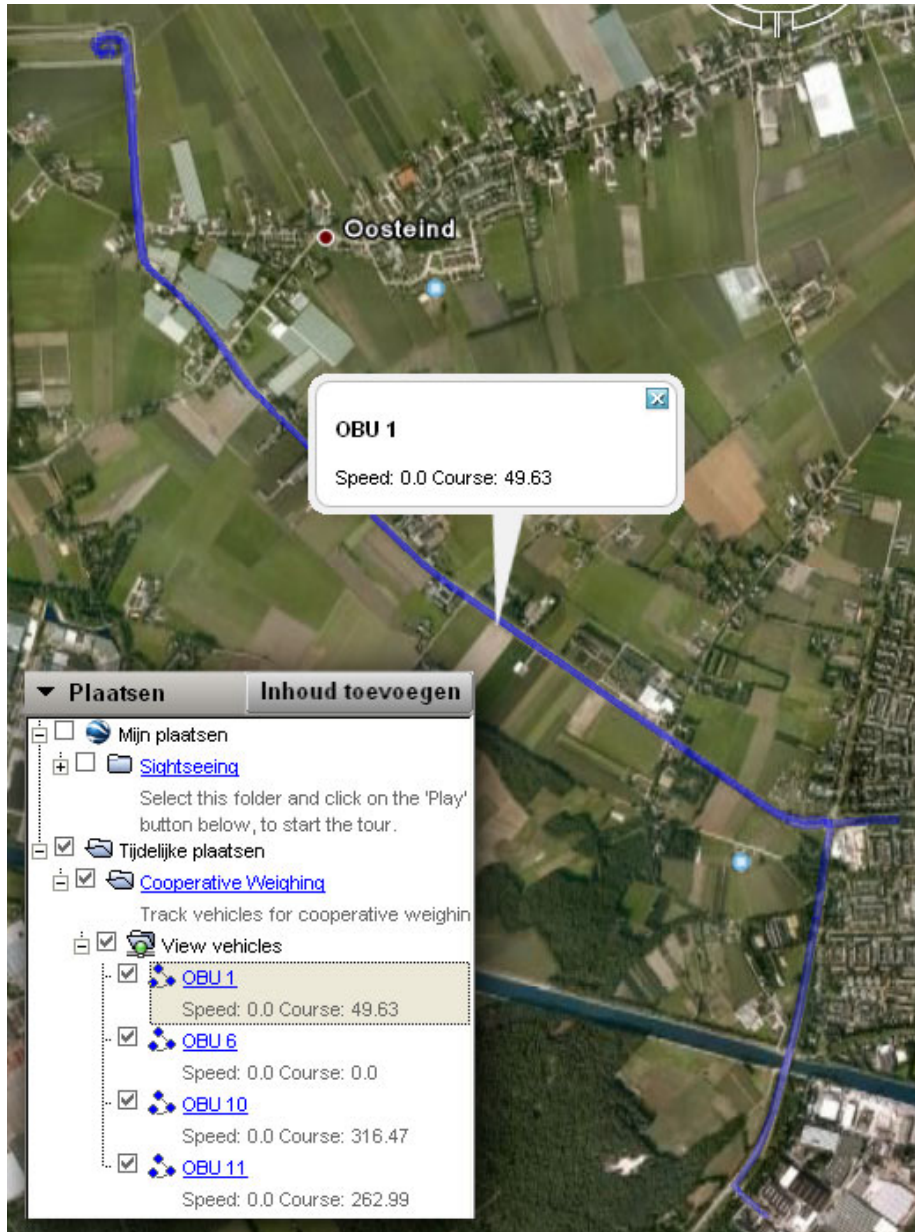 Oosteind
OBU 1
Speed: 0.0 Course: 49.63
Plaatsen
Inhoud toevoegen
Mijn plaatsen
Sightseeing
Select this folder and click on the 'Play'
button below, to start the tour.
Tijdelijke plaatsen
Cooperative Weighing
Track vehicles for cooperative weighin
View vehicles
OBU 1
Speed: 0.0 Course: 49.63
OBU 6
Speed: 0.0 Course: 0.0
OBU 10
Speed: 0.0 Course: 316.47
OBU 11
Speed: 0.0 Course: 262.99